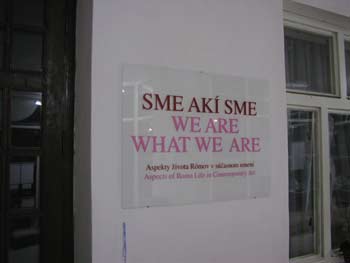 SME AKÍ SME
WE ARE
WHAT WE ARE
Aspekty života Rómov v súčasnom umení
Aspects of Roma Life in Contemporary Art